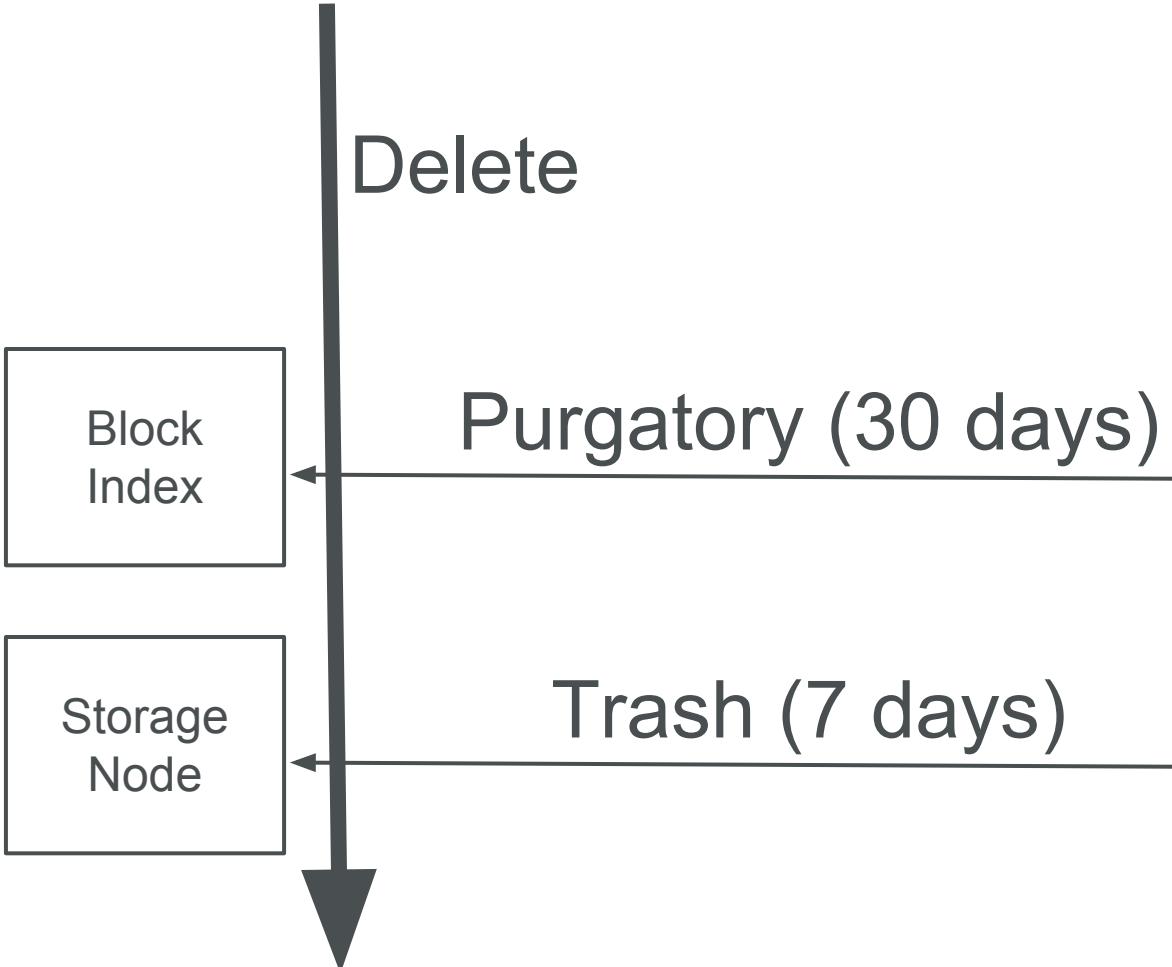 Delete
Block
Index
Purgatory (30 days)
Storage
Node
Trash (7 days)